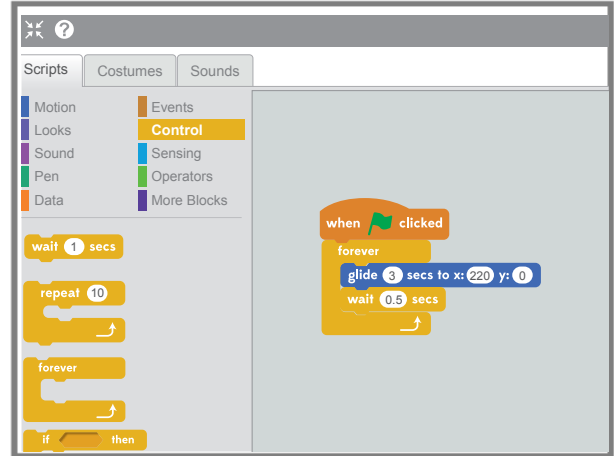 ?
Scripts Costumes Sounds
Motion Events
Looks Control
Sound Sensing
Pen Operators
Data More Blocks
wait 1 secs
repeat 10
forever
if then
when clicked
forever
glide 3 secs to x: 220 y: 0
wait 0.5 secs